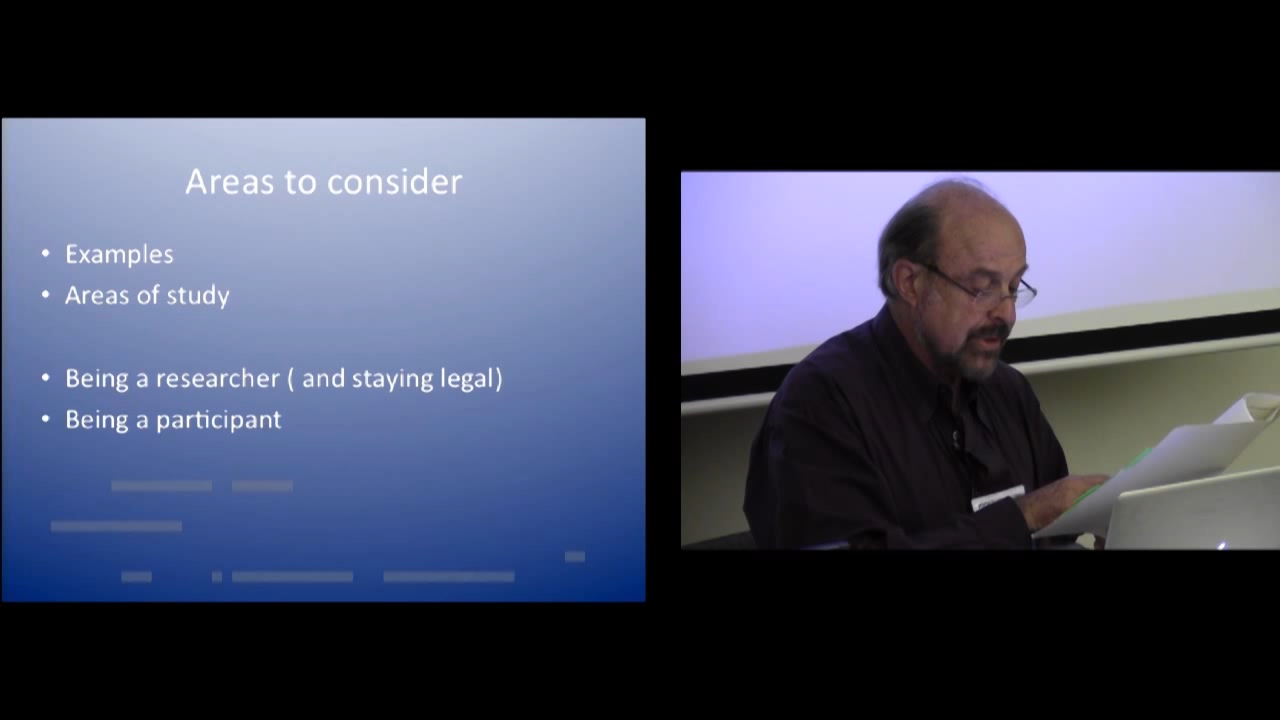 Areas to consider
• Examples
• Areas of study
• Being a researcher ( and staying legal)
• Being a participant